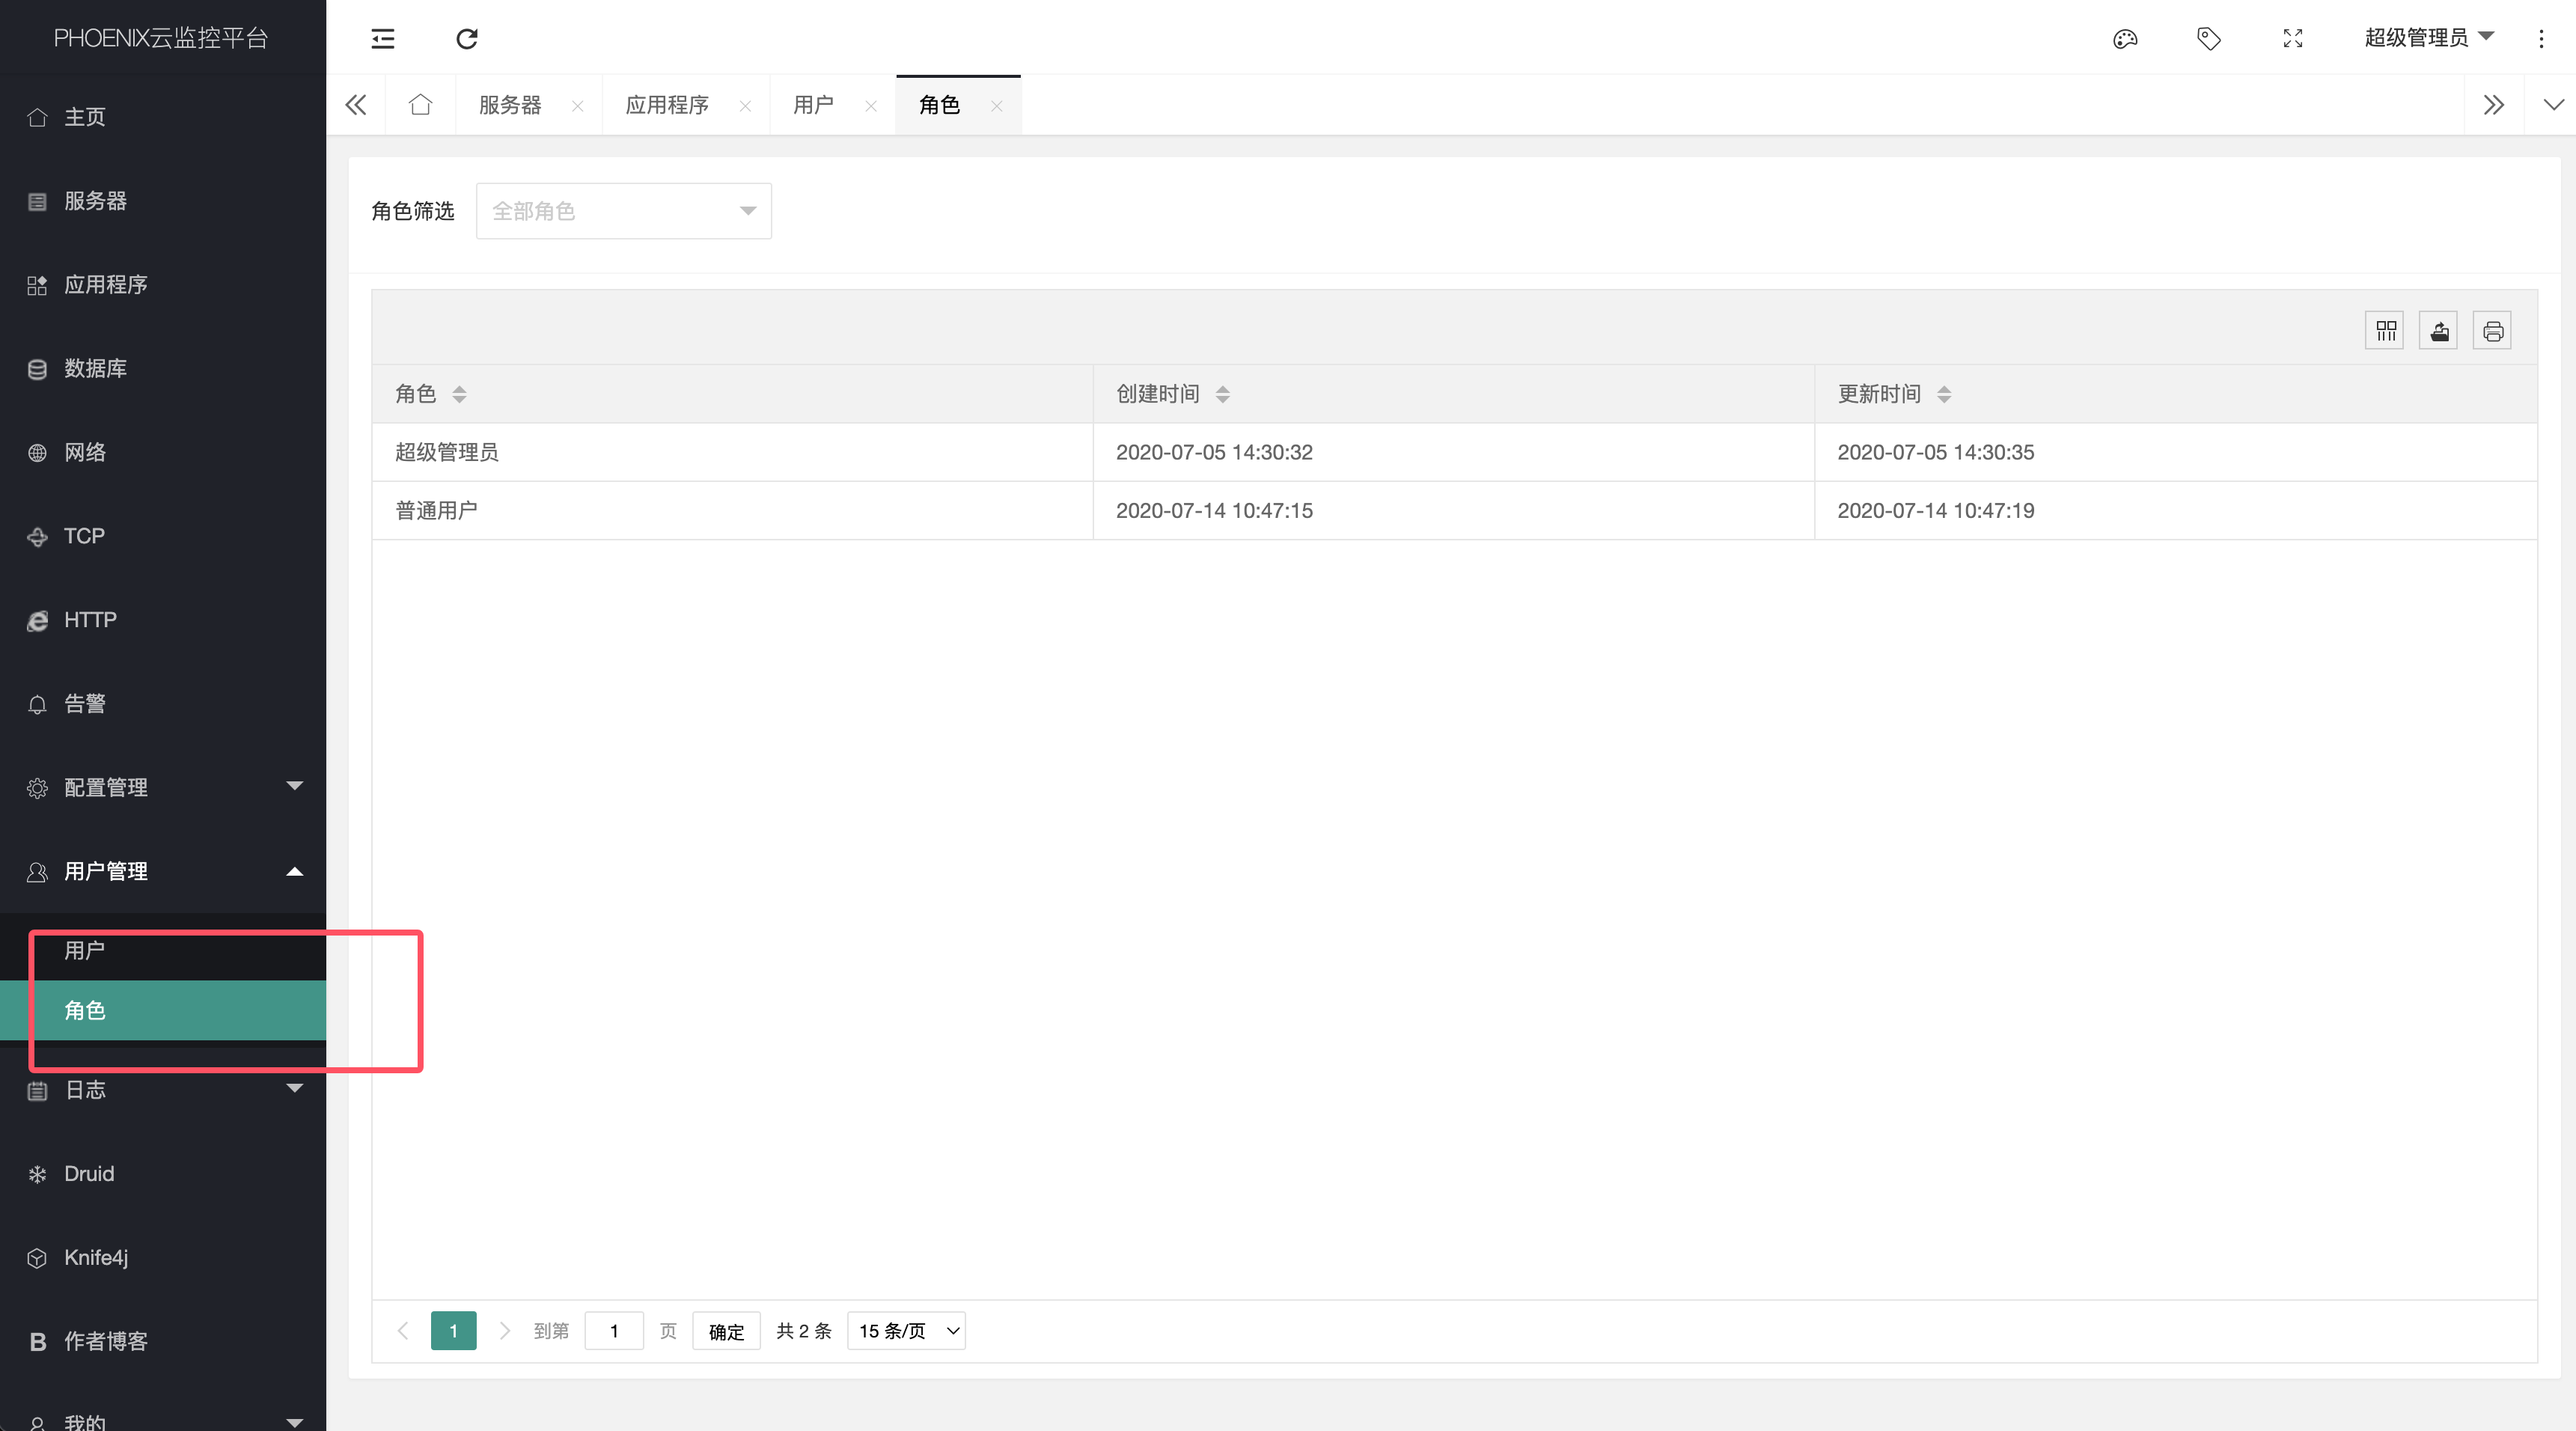 PHOENIX云监控平台
超级管理员
主页
服务器
应用程序
数据库
网络
TCP
HTTP
告警
配置管理
用户管理
用户
角色
日志
Druid
Knife4j
作者博客
我的
服务器
应用程序
用户
角色
角色筛选 全部角色
角色 创建时间 更新时间
超级管理员 2020-07-05 14:30:32 2020-07-05 14:30:35
普通用户 2020-07-14 10:47:15 2020-07-14 10:47:19
1 到第 1 页 确定 共 2 条 15 条/页